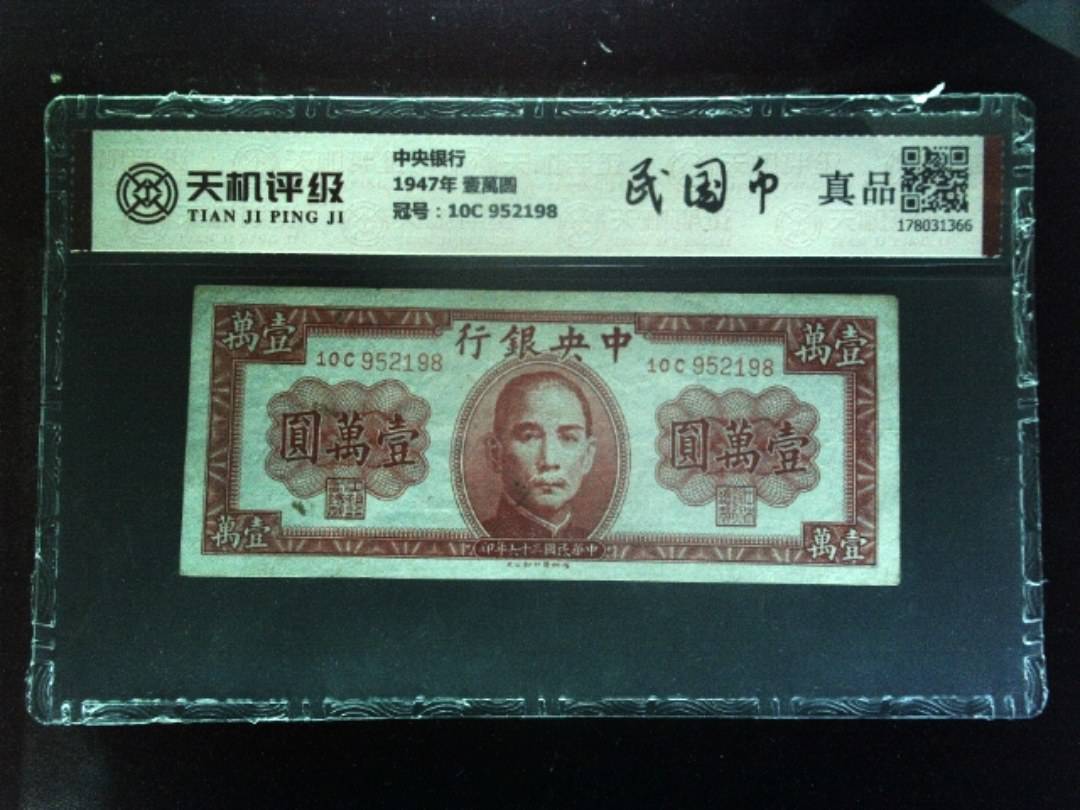 天机评级
TIAN JI PING JI
中央银行
1947年 壹萬圆
冠号：10C 952198
民国币
真品
178031366
壹萬
行銀央中
萬壹
10C 952198
10C 952198
圓萬壹
圓萬壹
萬壹
印年七十三國民華中
萬壹